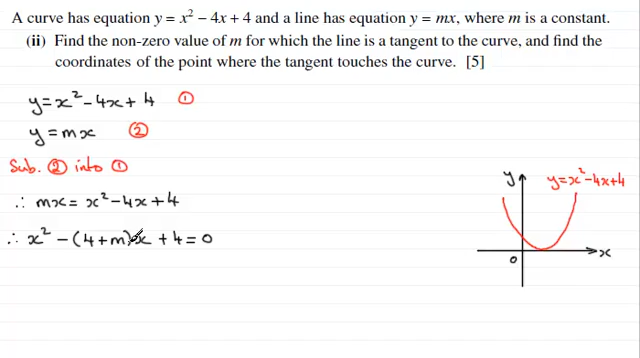 A curve has equation y = x² − 4x + 4 and a line has equation y = mx, where m is a constant.
(ii) Find the non-zero value of m for which the line is a tangent to the curve, and find the
coordinates of the point where the tangent touches the curve. [5]
y = x² − 4x + 4 ①
y = mx ②
Sub. ② into ①
∴ mx = x² − 4x + 4
∴ x² − (4 + m)x + 4 = 0
y
y = x² − 4x + 4
x
0